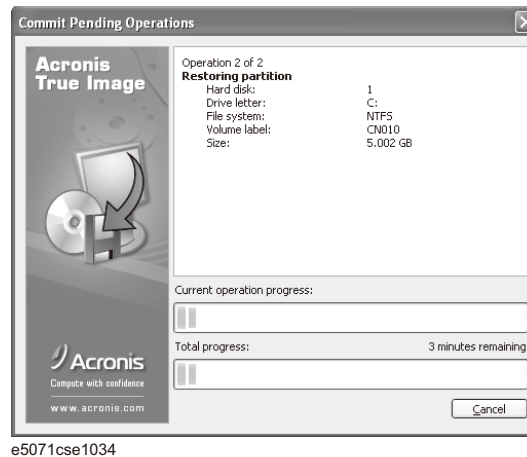 Commit Pending Operations
Acronis
True Image
Operation 2 of 2
Restoring partition
Hard disk: 1
Drive letter: C:
File system: NTFS
Volume label: CN010
Size: 5.002 GB
Current operation progress:
Total progress: 3 minutes remaining
Acronis
Compute with confidence
www.acronis.com
Cancel
e5071cse1034